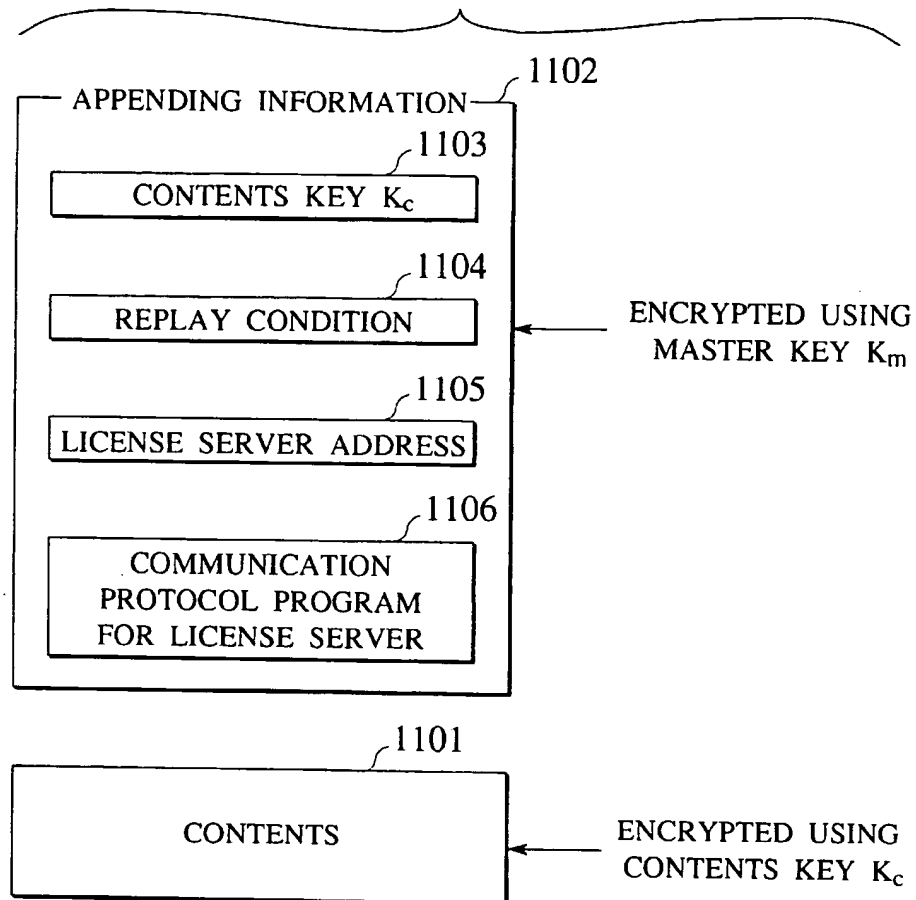 1102
APPENDING INFORMATION
1103
CONTENTS KEY Kc
1104
REPLAY CONDITION
ENCRYPTED USING
MASTER KEY Km
1105
LICENSE SERVER ADDRESS
1106
COMMUNICATION
PROTOCOL PROGRAM
FOR LICENSE SERVER
1101
CONTENTS
ENCRYPTED USING
CONTENTS KEY Kc